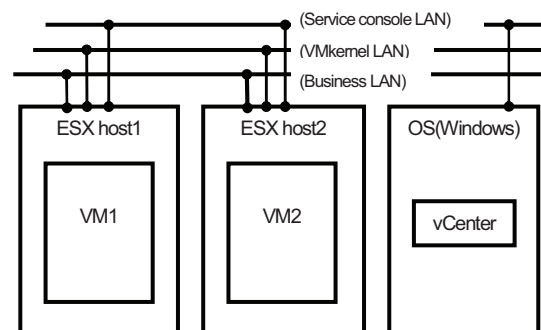 (Service console LAN)
(VMkernel LAN)
(Business LAN)
ESX host1
ESX host2
OS(Windows)
VM1
VM2
vCenter